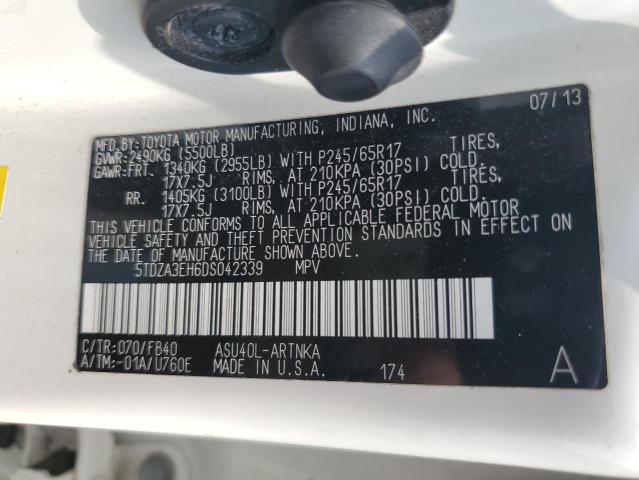 07/13
MFD.BY:TOYOTA MOTOR MANUFACTURING, INDIANA, INC.
GVWR:2490KG (5500LB)
GAWR:FRT. 1340KG (2955LB) WITH P245/65R17 TIRES,
17X7.5J RIMS, AT 210KPA (30PSI) COLD.
RR. 1405KG (3100LB) WITH P245/65R17 TIRES,
17X7.5J RIMS, AT 210KPA (30PSI) COLD.
THIS VEHICLE CONFORMS TO ALL APPLICABLE FEDERAL MOTOR
VEHICLE SAFETY AND THEFT PREVENTION STANDARDS IN EFFECT ON
THE DATE OF MANUFACTURE SHOWN ABOVE.
5TDZA3EH6DS042339 MPV
C/TR:070/FB40 ASU40L-ARTNKA
A/TM:-01A/U760E MADE IN U.S.A. 174 A